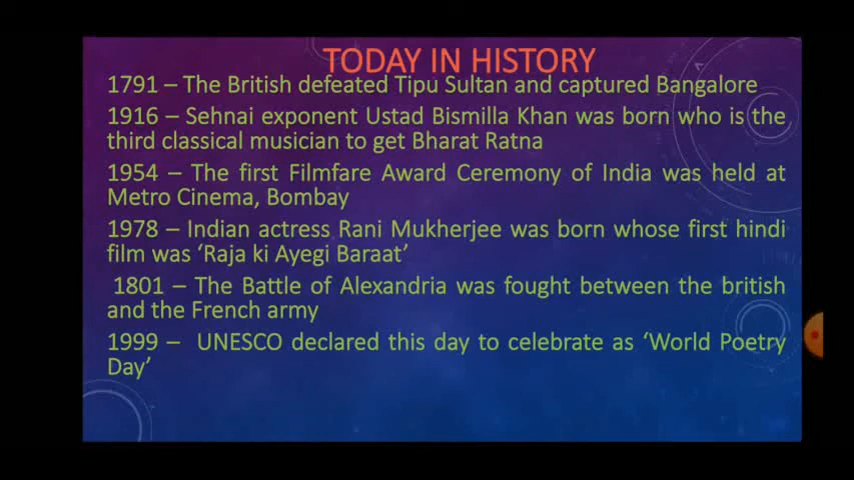 TODAY IN HISTORY
1791 – The British defeated Tipu Sultan and captured Bangalore
1916 – Sehnai exponent Ustad Bismilla Khan was born who is the
third classical musician to get Bharat Ratna
1954 – The first Filmfare Award Ceremony of India was held at
Metro Cinema, Bombay
1978 – Indian actress Rani Mukherjee was born whose first hindi
film was ‘Raja ki Ayegi Baraat’
1801 – The Battle of Alexandria was fought between the british
and the French army
1999 – UNESCO declared this day to celebrate as ‘World Poetry
Day’